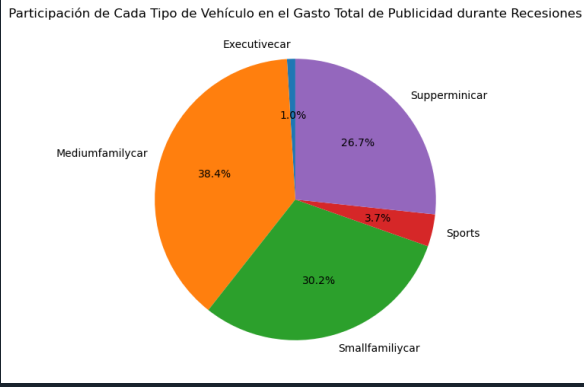 Participación de Cada Tipo de Vehículo en el Gasto Total de Publicidad durante Recesiones
Executivecar
1.0%
Supperminicar
26.7%
Mediumfamilycar
38.4%
3.7%
Sports
30.2%
Smallfamiliycar